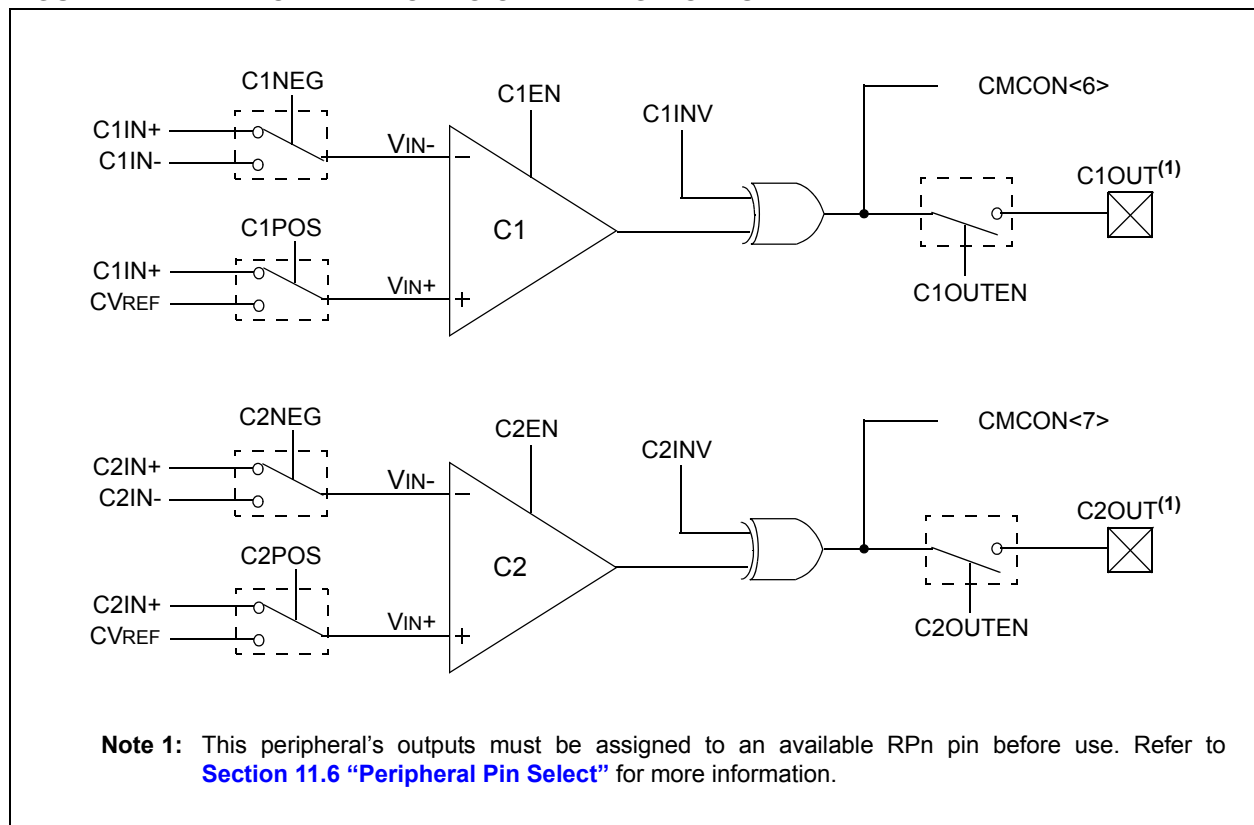 C1NEG
C1EN
C1INV
CMCON<6>
C1IN+
C1IN-
VIN-
–
C1OUT(1)
C1POS
C1
C1IN+
CVREF
VIN+
+
C1OUTEN
C2NEG
C2EN
C2INV
CMCON<7>
C2IN+
C2IN-
VIN-
–
C2OUT(1)
C2POS
C2
C2IN+
CVREF
VIN+
+
C2OUTEN
Note 1: This peripheral’s outputs must be assigned to an available RPn pin before use. Refer to
Section 11.6 “Peripheral Pin Select” for more information.